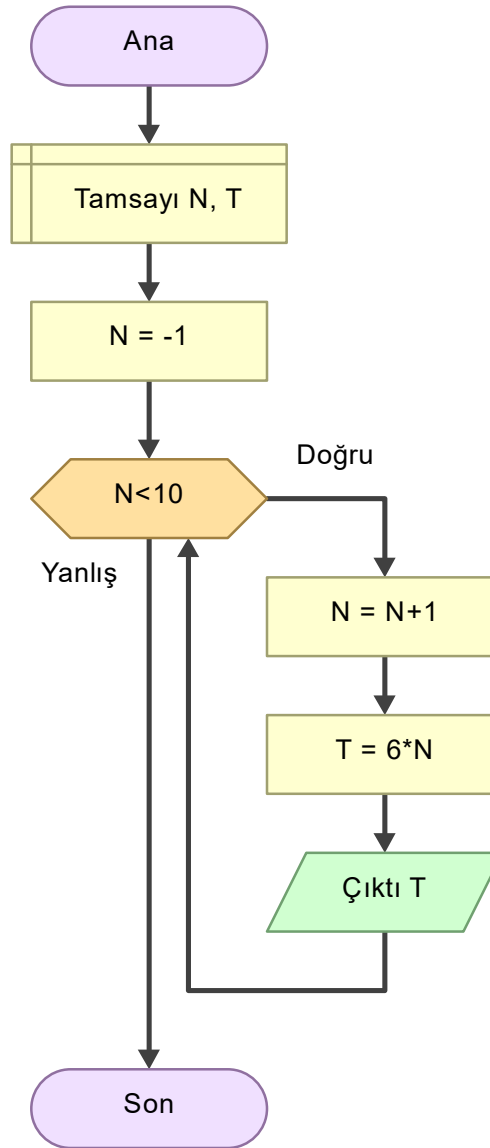 Ana
Tamsayı N, T
N = -1
N<10
Doğru
Yanlış
N = N+1
T = 6*N
Çıktı T
Son